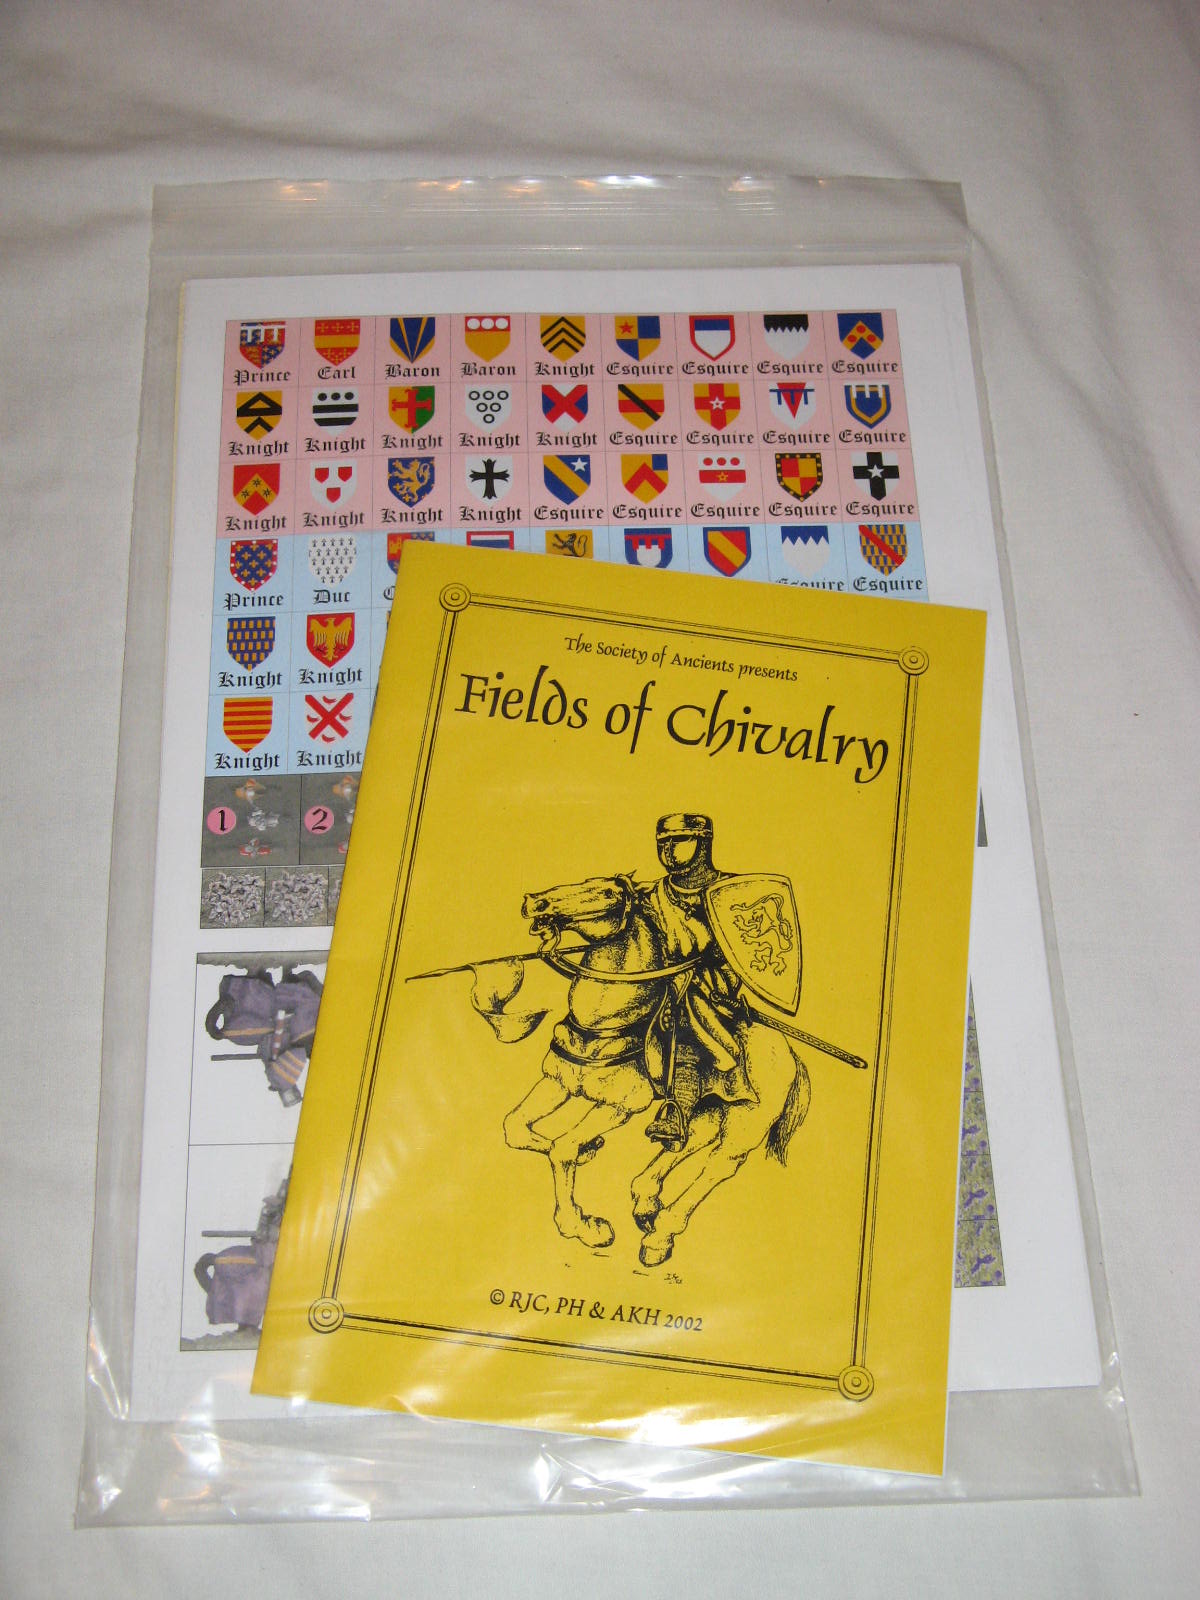 Prince Earl Baron Baron Knight Esquire Esquire Esquire Esquire
Knight Knight Knight Knight Knight Esquire Esquire Esquire Esquire
Knight Knight Knight Knight Esquire Esquire Esquire Esquire Esquire
Prince Duc Esquire Esquire
Knight Knight
Knight Knight
1 2
The Society of Ancients presents
Fields of Chivalry
© RJC, PH & AKH 2002